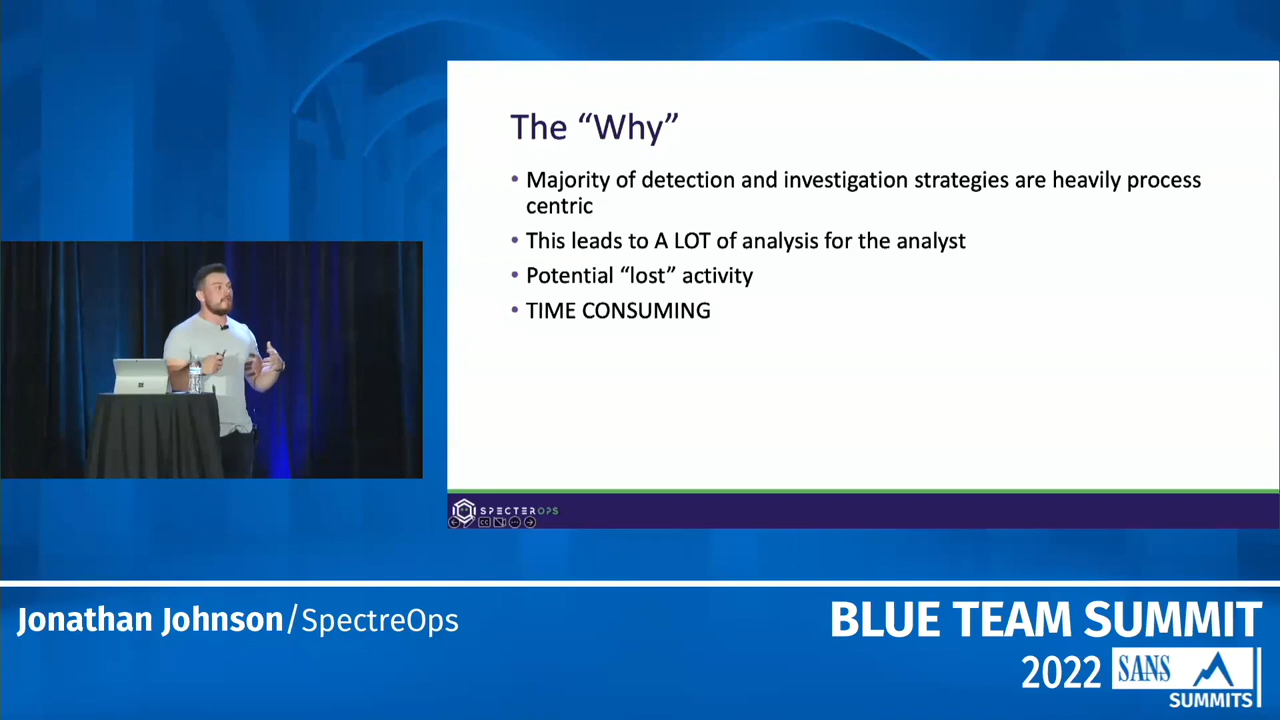 The “Why”
• Majority of detection and investigation strategies are heavily process
centric
• This leads to A LOT of analysis for the analyst
• Potential “lost” activity
• TIME CONSUMING
SPECTEROPS
CC
Jonathan Johnson/SpectreOps
BLUE TEAM SUMMIT
2022 SANS
SUMMITS